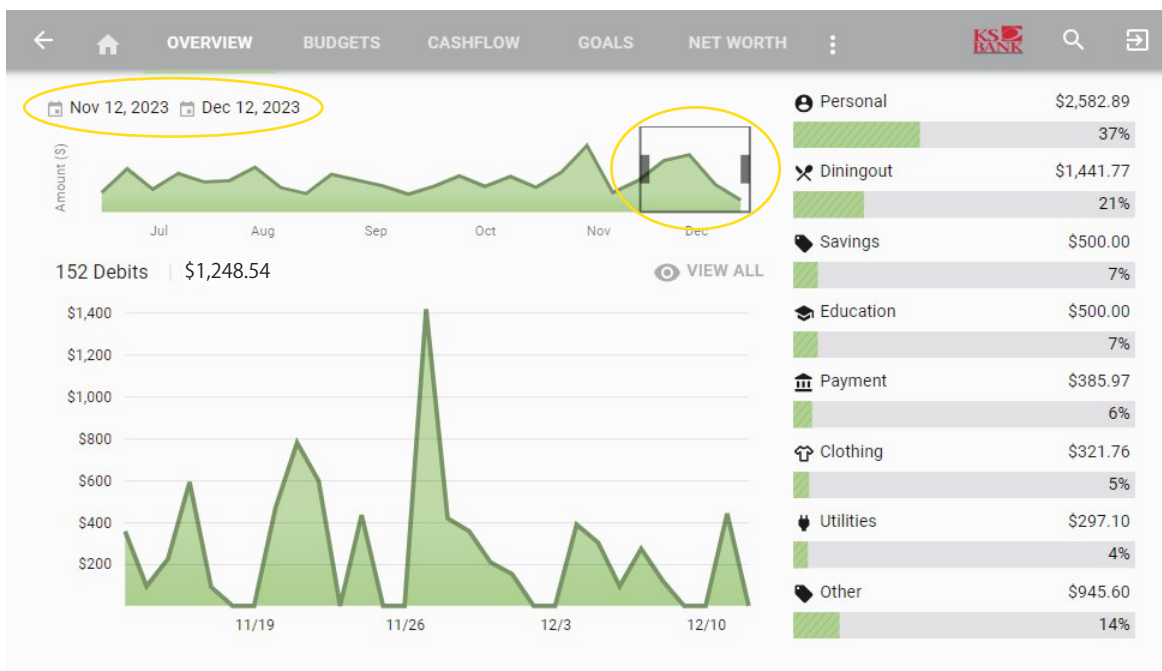 OVERVIEW BUDGETS CASHFLOW GOALS NET WORTH KS BANK
Nov 12, 2023 Dec 12, 2023
Amount ($)
Jul Aug Sep Oct Nov Dec
152 Debits $1,248.54 VIEW ALL
$1,400
$1,200
$1,000
$800
$600
$400
$200
11/19 11/26 12/3 12/10
Personal $2,582.89
37%
Diningout $1,441.77
21%
Savings $500.00
7%
Education $500.00
7%
Payment $385.97
6%
Clothing $321.76
5%
Utilities $297.10
4%
Other $945.60
14%